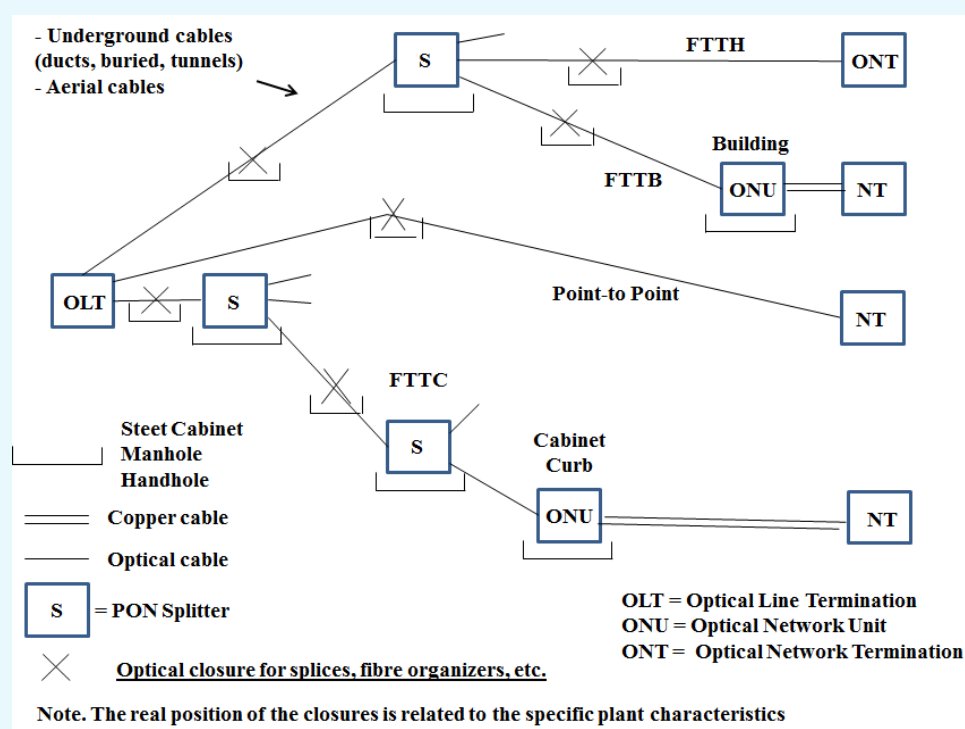 - Underground cables
(ducts, buried, tunnels)
- Aerial cables
S
FTTH
ONT
Building
FTTB
ONU
NT
OLT
S
Point-to Point
NT
FTTC
S
Cabinet
Curb
ONU
NT
Steet Cabinet
Manhole
Handhole
Copper cable
Optical cable
S = PON Splitter
OLT = Optical Line Termination
ONU = Optical Network Unit
ONT = Optical Network Termination
Optical closure for splices, fibre organizers, etc.
Note. The real position of the closures is related to the specific plant characteristics